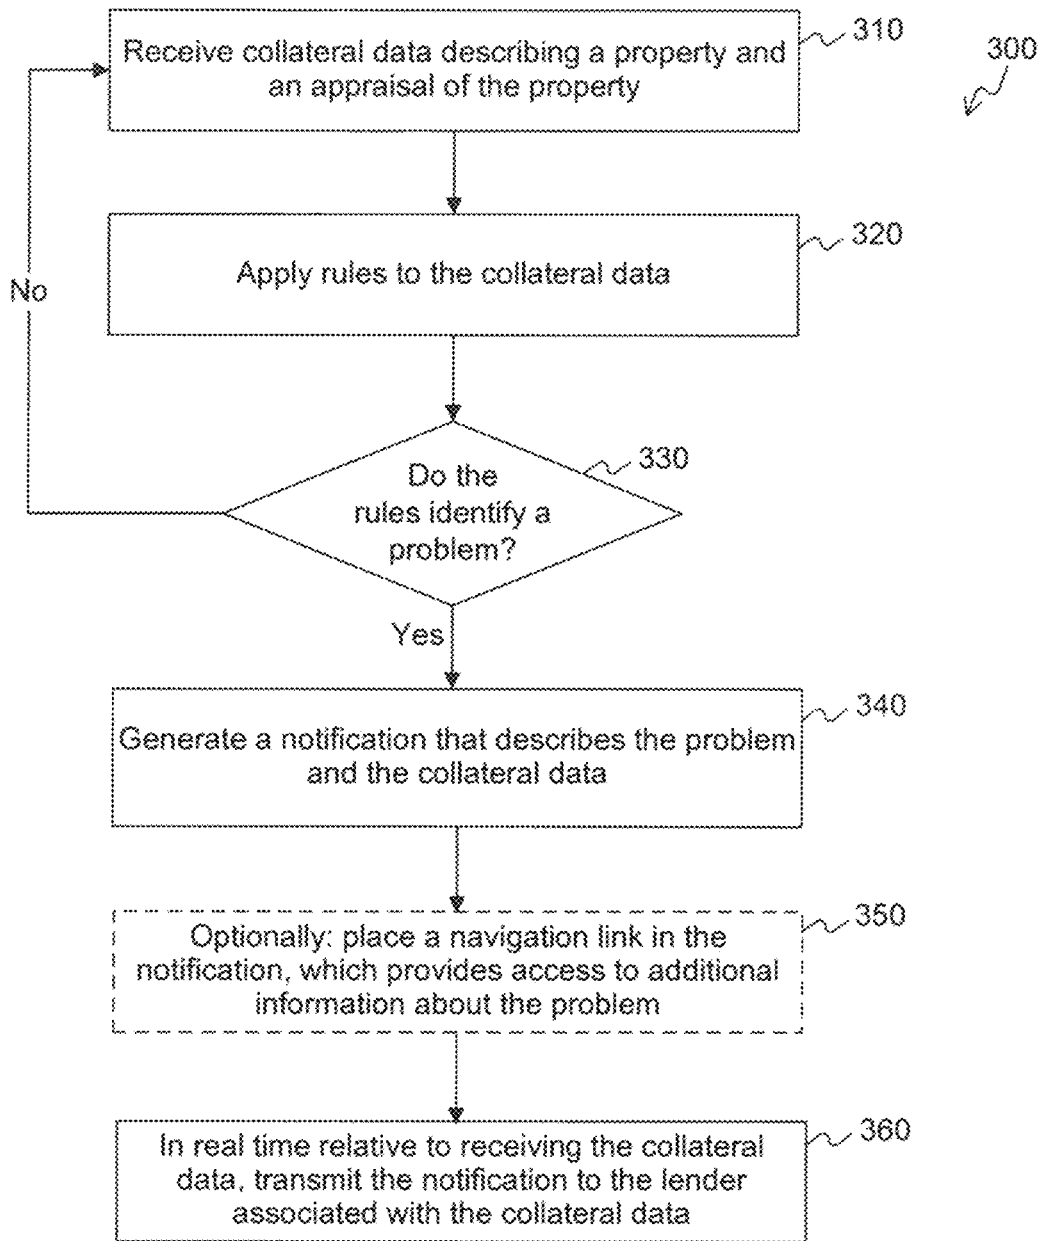 Receive collateral data describing a property and
an appraisal of the property
310
300
Apply rules to the collateral data
320
No
Do the
rules identify a
problem?
330
Yes
Generate a notification that describes the problem
and the collateral data
340
Optionally: place a navigation link in the
notification, which provides access to additional
information about the problem
350
In real time relative to receiving the collateral
data, transmit the notification to the lender
associated with the collateral data
360